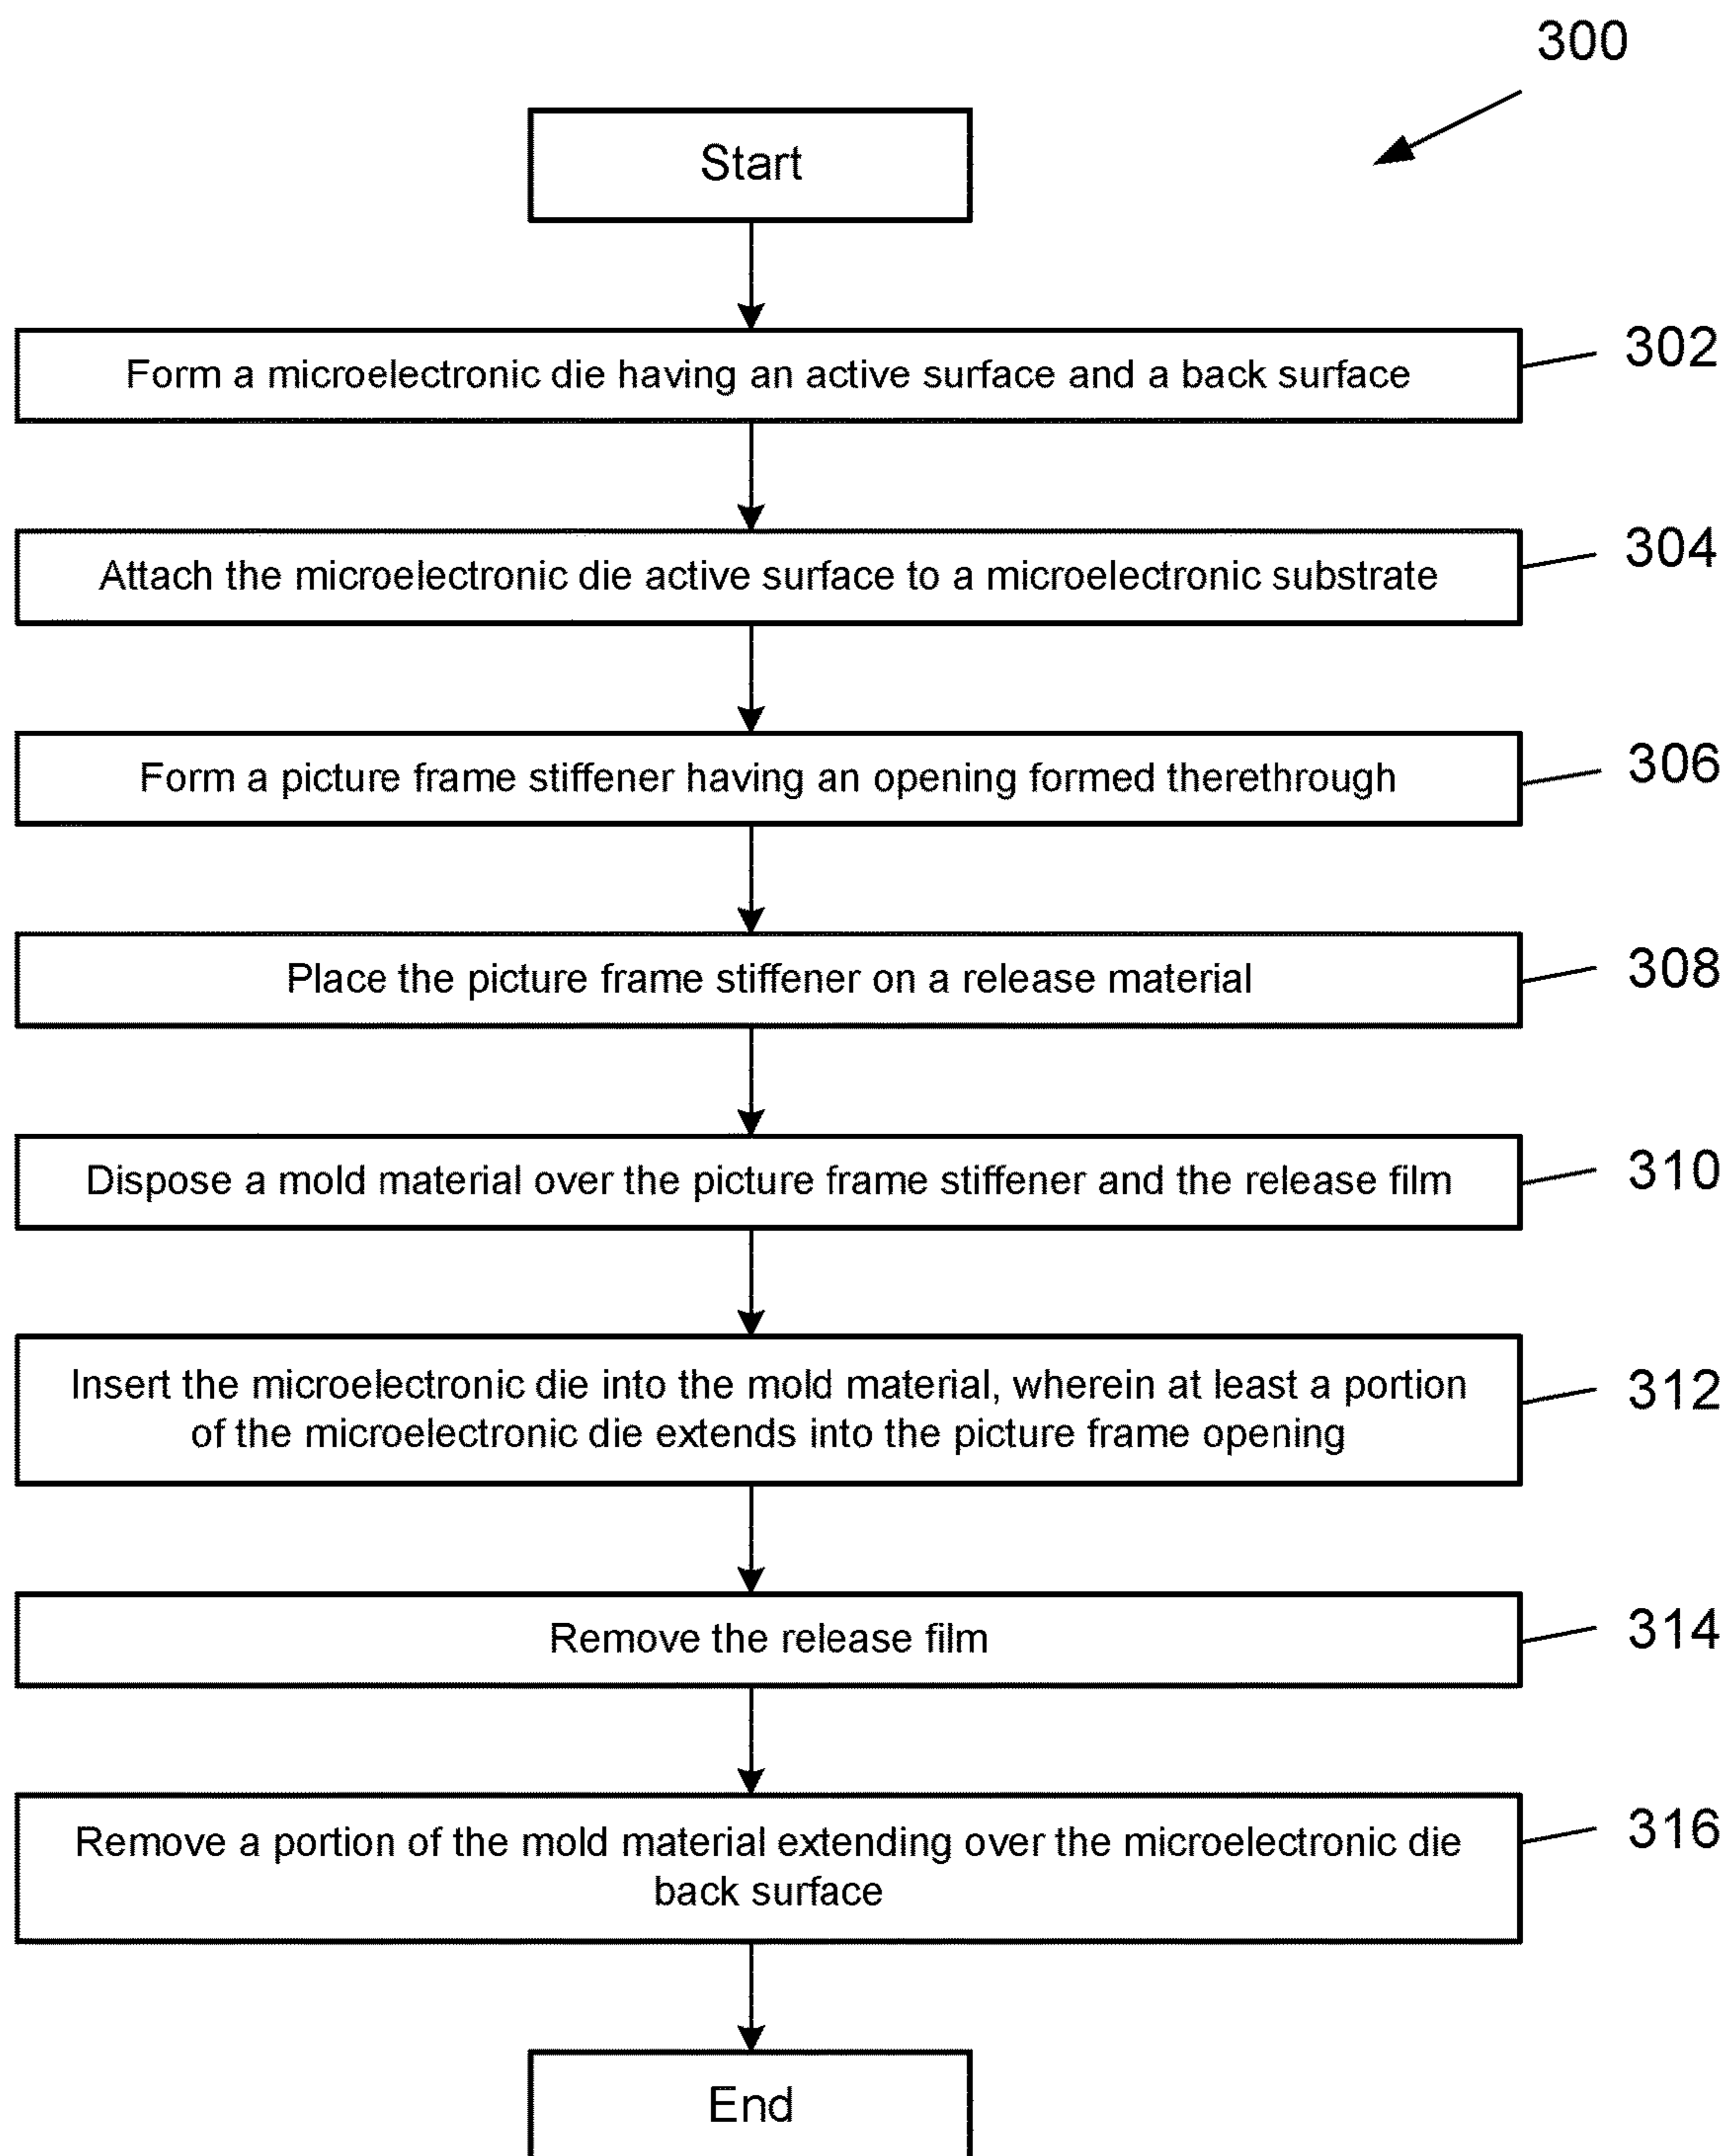 300
Start
Form a microelectronic die having an active surface and a back surface
302
Attach the microelectronic die active surface to a microelectronic substrate
304
Form a picture frame stiffener having an opening formed therethrough
306
Place the picture frame stiffener on a release material
308
Dispose a mold material over the picture frame stiffener and the release film
310
Insert the microelectronic die into the mold material, wherein at least a portion
of the microelectronic die extends into the picture frame opening
312
Remove the release film
314
Remove a portion of the mold material extending over the microelectronic die
back surface
316
End